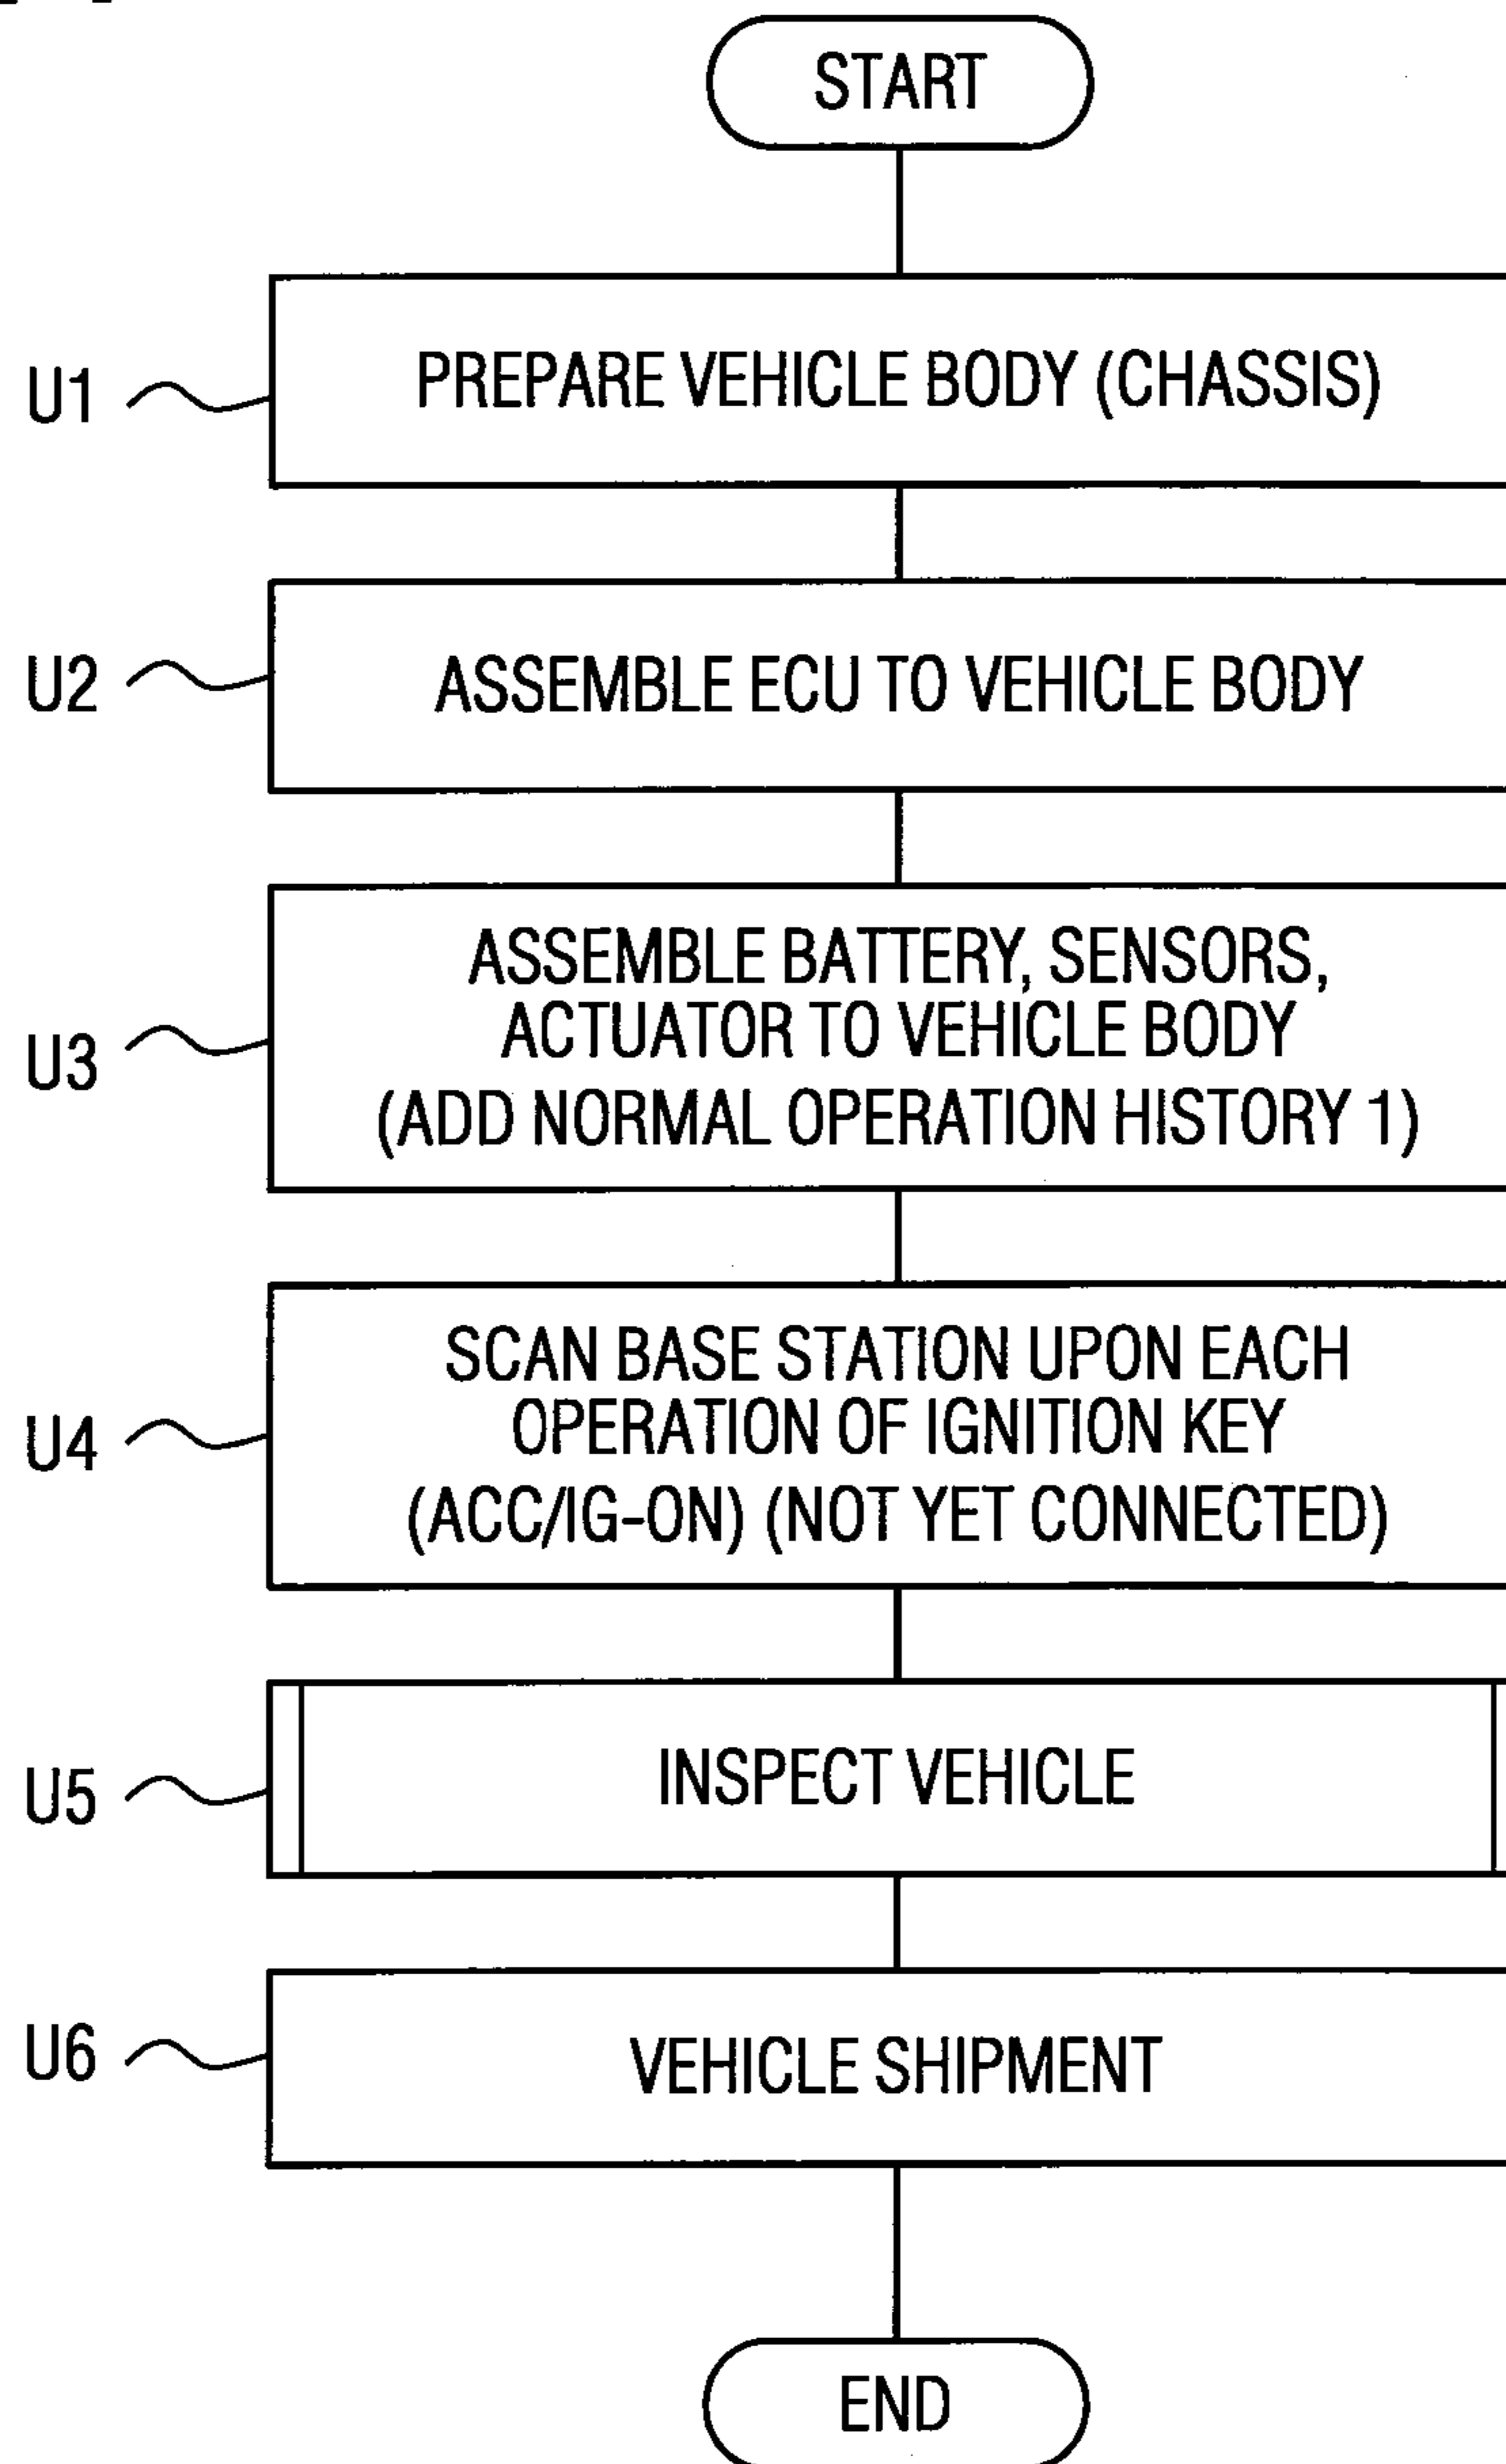 START
U1
PREPARE VEHICLE BODY (CHASSIS)
U2
ASSEMBLE ECU TO VEHICLE BODY
U3
ASSEMBLE BATTERY, SENSORS,
ACTUATOR TO VEHICLE BODY
(ADD NORMAL OPERATION HISTORY 1)
U4
SCAN BASE STATION UPON EACH
OPERATION OF IGNITION KEY
(ACC/IG-ON) (NOT YET CONNECTED)
U5
INSPECT VEHICLE
U6
VEHICLE SHIPMENT
END